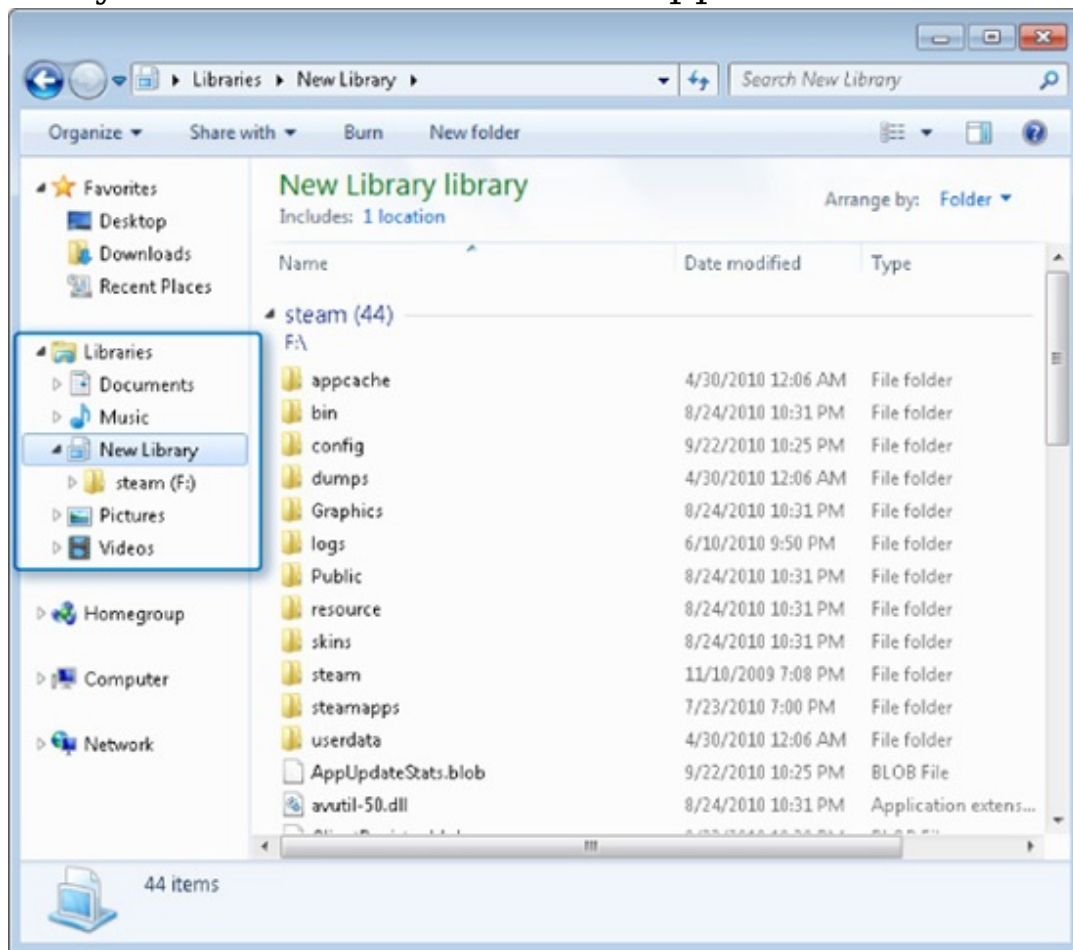 Libraries ▸ New Library ▸
Search New Library
Organize Share with Burn New folder
Favorites
Desktop
Downloads
Recent Places
Libraries
Documents
Music
New Library
steam (F:)
Pictures
Videos
Homegroup
Computer
Network
New Library library
Includes: 1 location
Arrange by: Folder
Name Date modified Type
steam (44)
F:\
appcache 4/30/2010 12:06 AM File folder
bin 8/24/2010 10:31 PM File folder
config 9/22/2010 10:25 PM File folder
dumps 4/30/2010 12:06 AM File folder
Graphics 8/24/2010 10:31 PM File folder
logs 6/10/2010 9:50 PM File folder
Public 8/24/2010 10:31 PM File folder
resource 8/24/2010 10:31 PM File folder
skins 8/24/2010 10:31 PM File folder
steam 11/10/2009 7:08 PM File folder
steamapps 7/23/2010 7:00 PM File folder
userdata 4/30/2010 12:06 AM File folder
AppUpdateStats.blob 9/22/2010 10:25 PM BLOB File
avutil-50.dll 8/24/2010 10:31 PM Application extens...
44 items